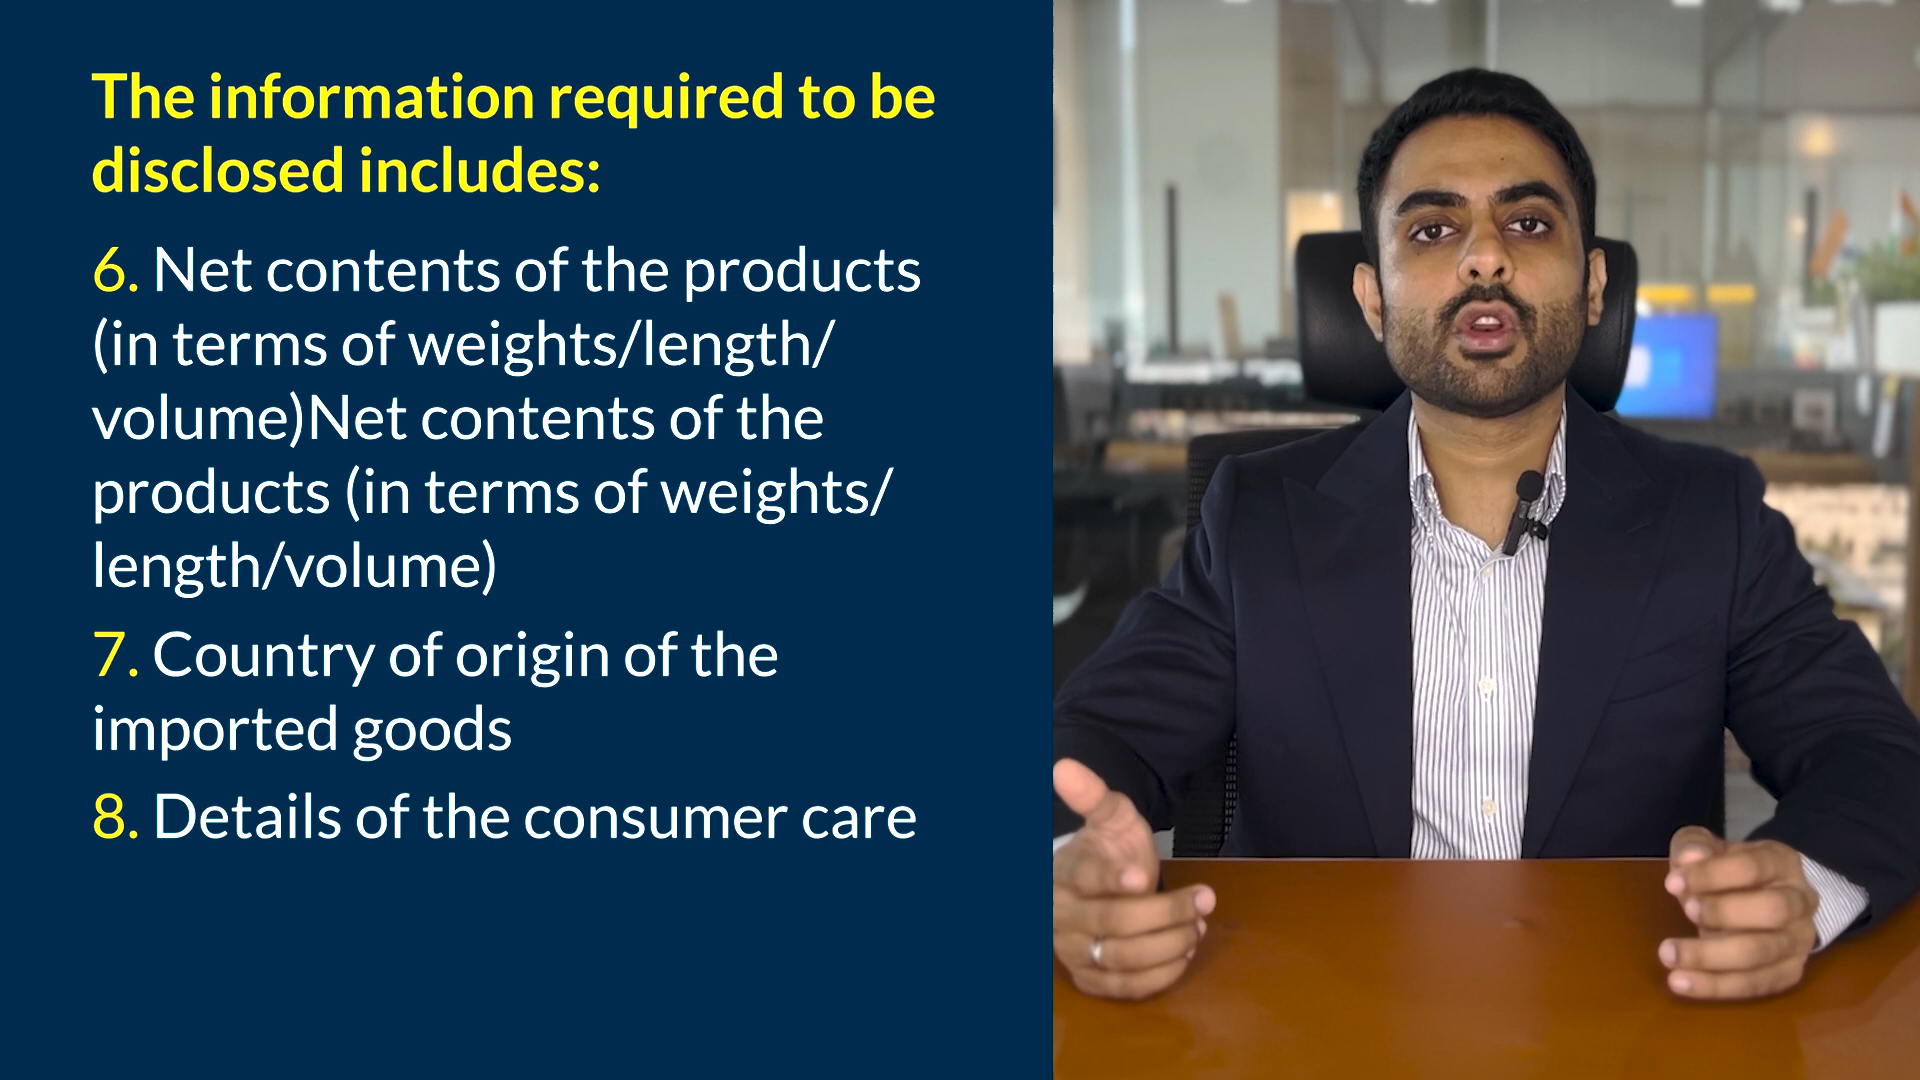 The information required to be
disclosed includes:
6. Net contents of the products
(in terms of weights/length/
volume)Net contents of the
products (in terms of weights/
length/volume)
7. Country of origin of the
imported goods
8. Details of the consumer care